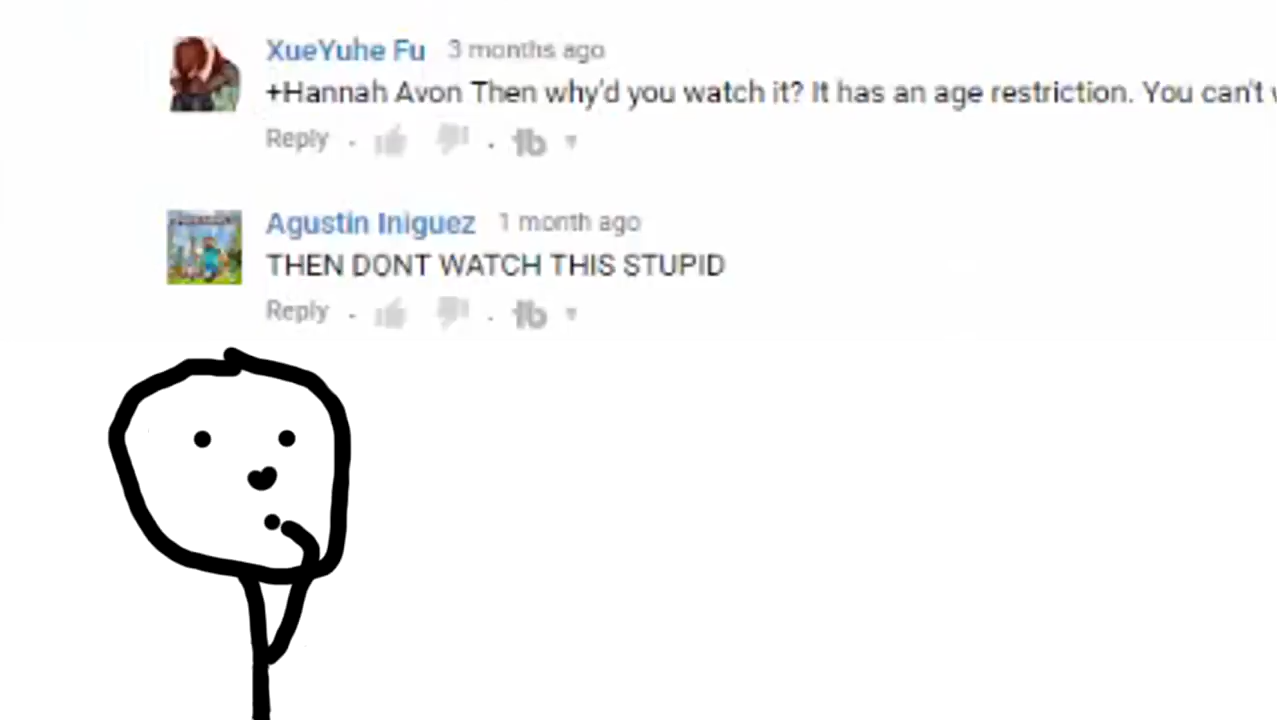 XueYuhe Fu 3 months ago
+Hannah Avon Then why'd you watch it? It has an age restriction. You can't
Reply
Agustin Iniguez 1 month ago
THEN DONT WATCH THIS STUPID
Reply